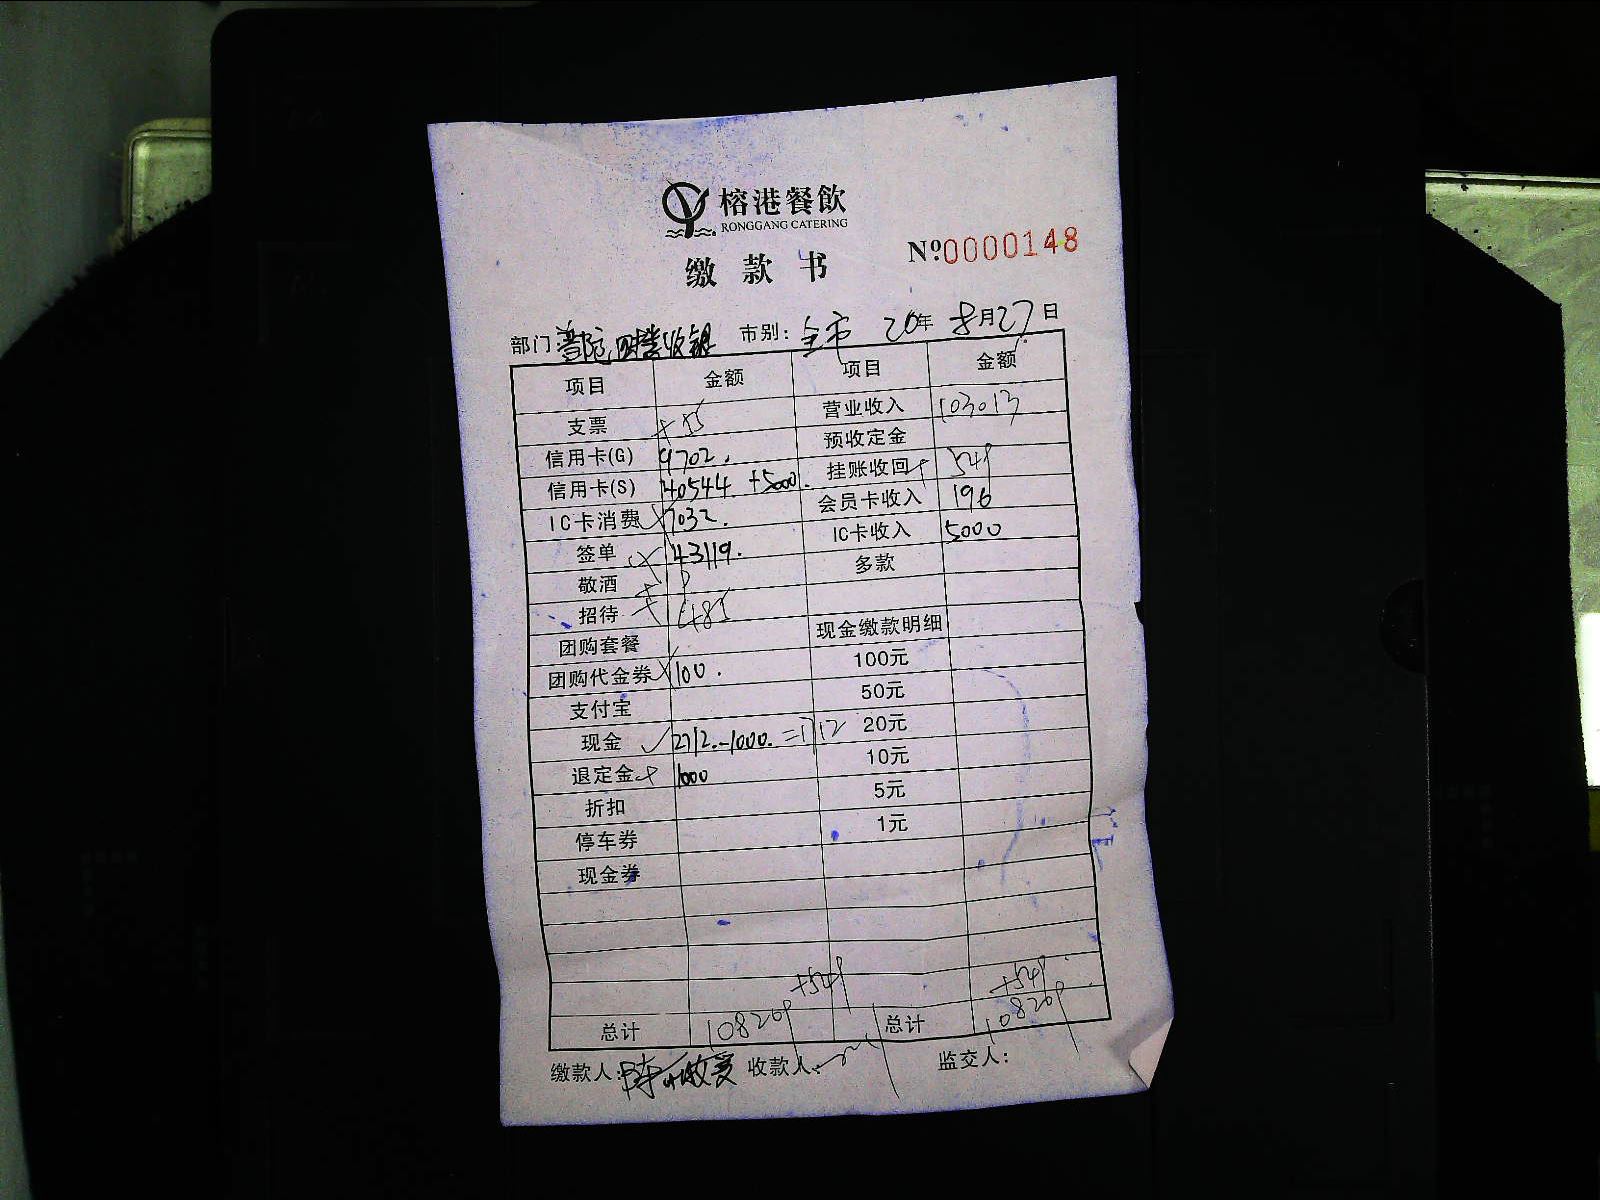 榕港餐飲
RONGGANG CATERING
缴款书
Nº0000148
部门 普陀四楼收银 市别: 全市 20年 8月27日
项目 金额 项目 金额
支票 +55 营业收入 103013
信用卡(G) 9702. 预收定金
信用卡(S) 40544 +5000. 挂账收回 549
IC卡消费 7032. 会员卡收入 196
签单 43119. IC卡收入 5000
敬酒 多款
招待
团购套餐 现金缴款明细
团购代金券 100. 100元
支付宝 50元
现金 2712.-1000.=1712 20元
退定金 1000 10元
折扣 5元
停车券 1元
现金券
+549 +549
总计 108209 总计 108209
缴款人: 陈 收款人: 监交人: